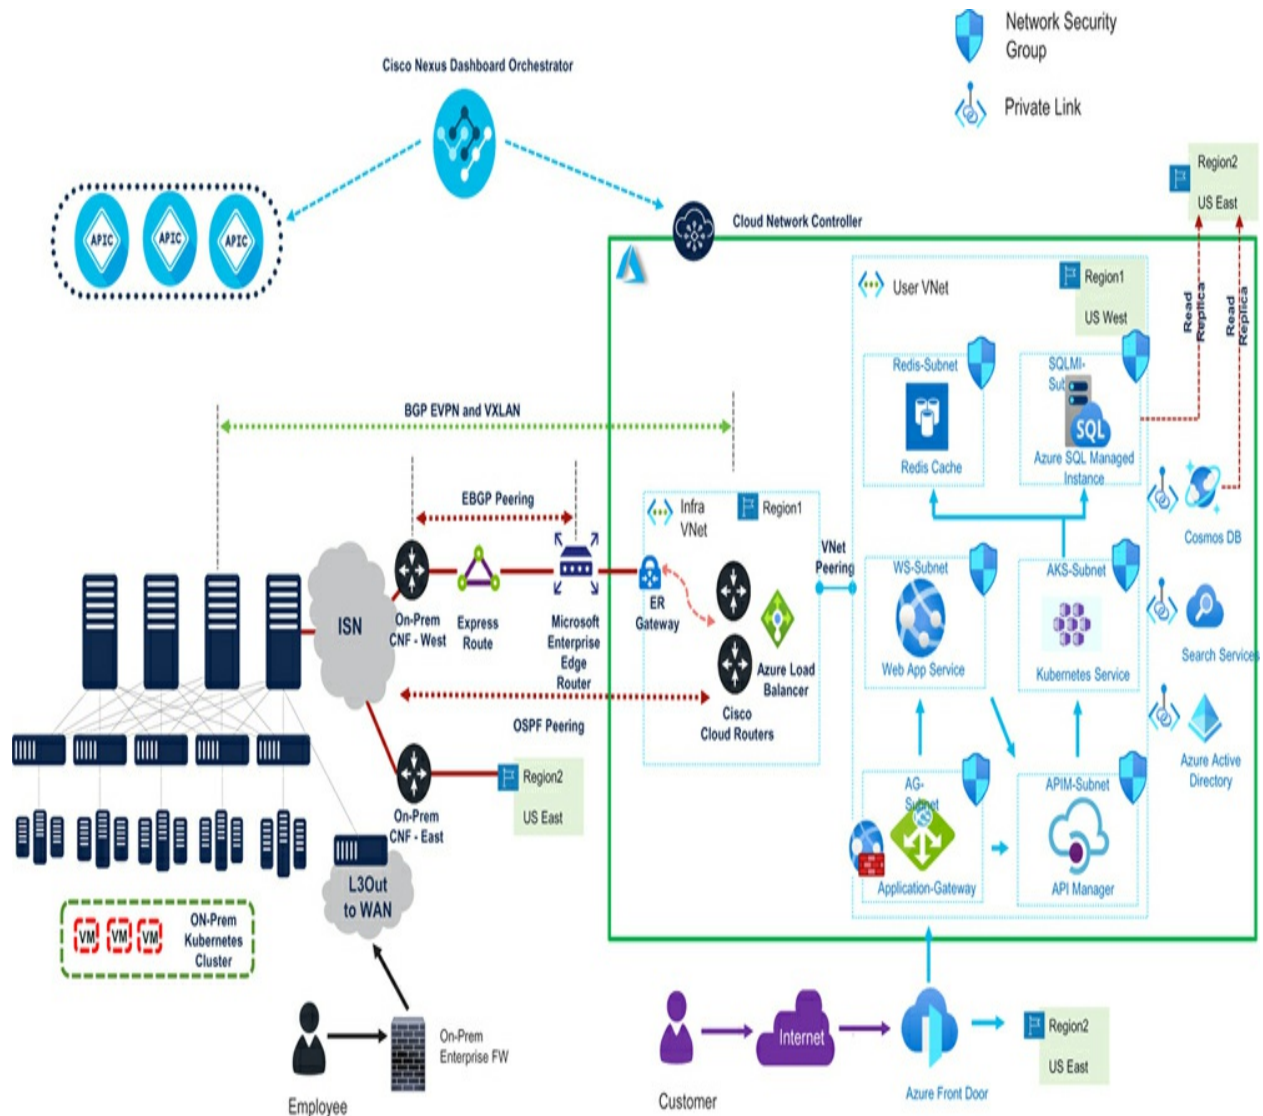 Network Security
Group
Private Link
Cisco Nexus Dashboard Orchestrator
APIC
APIC
APIC
Cloud Network Controller
Region2
US East
User VNet
Region1
US West
Read
Replica
Read
Replica
Redis-Subnet
Redis Cache
SQLMI-
Sub
SQL
Azure SQL Managed
Instance
BGP EVPN and VXLAN
EBGP Peering
Infra
VNet
Region1
VNet
Peering
Cosmos DB
WS-Subnet
Web App Service
AKS-Subnet
Kubernetes Service
Search Services
ISN
On-Prem
CNF - West
Express
Route
Microsoft
Enterprise
Edge
Router
ER
Gateway
Azure Load
Balancer
Cisco
Cloud Routers
OSPF Peering
Azure Active
Directory
On-Prem
CNF - East
Region2
US East
AG-
Subnet
Application-Gateway
APIM-Subnet
API Manager
L3Out
to WAN
VM
VM
VM
ON-Prem
Kubernetes
Cluster
Employee
On-Prem
Enterprise FW
Customer
Internet
Azure Front Door
Region2
US East